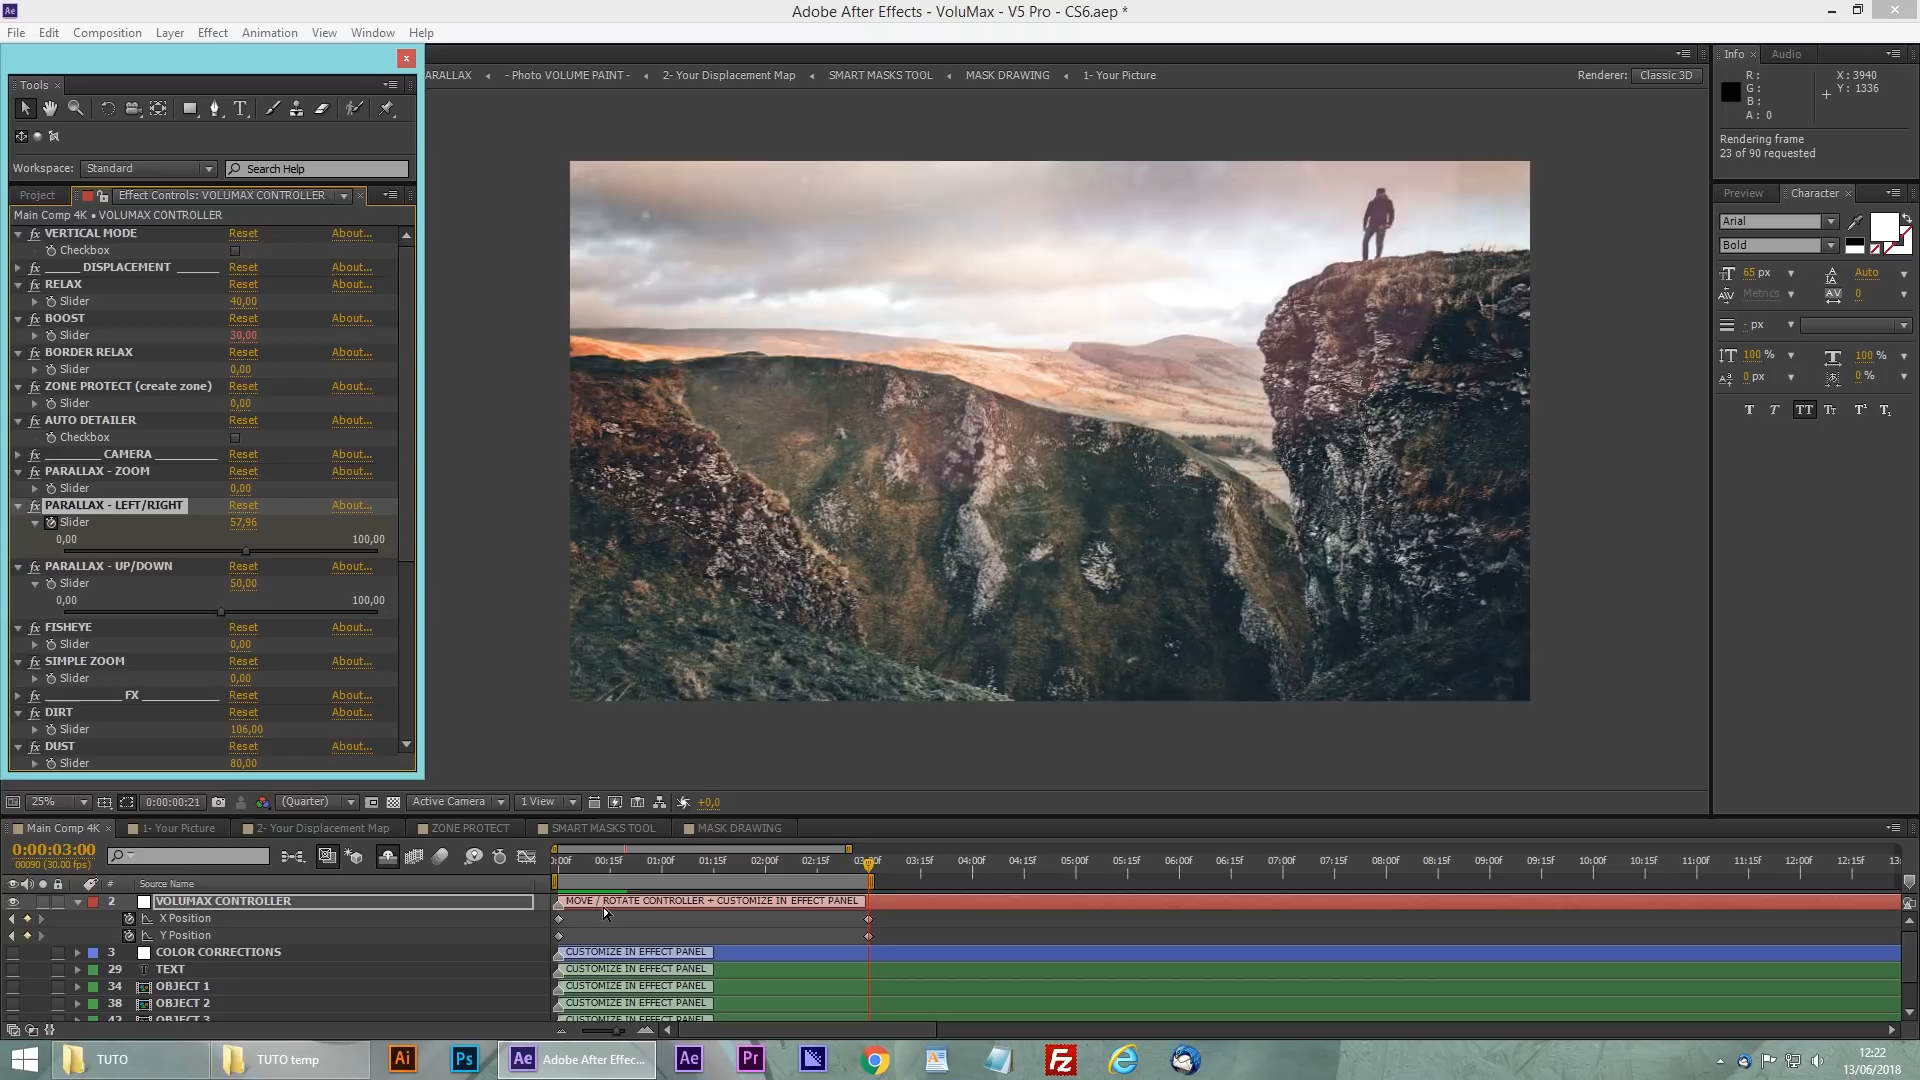 Adobe After Effects - VoluMax - V5 Pro - CS6.aep *
File Edit Composition Layer Effect Animation View Window Help
ARALLAX - Photo VOLUME PAINT - 2- Your Displacement Map SMART MASKS TOOL MASK DRAWING 1- Your Picture
Renderer: Classic 3D
Tools
Workspace: Standard Search Help
Project Effect Controls: VOLUMAX CONTROLLER
Main Comp 4K • VOLUMAX CONTROLLER
VERTICAL MODE Reset About...
Checkbox
______ DISPLACEMENT _______ Reset About...
RELAX Reset About...
Slider 40,00
BOOST Reset About...
Slider 30,00
BORDER RELAX Reset About...
Slider 0,00
ZONE PROTECT (create zone) Reset About...
Slider 0,00
AUTO DETAILER Reset About...
Checkbox
_________ CAMERA __________ Reset About...
PARALLAX - ZOOM Reset About...
Slider 0,00
PARALLAX - LEFT/RIGHT Reset About...
Slider 57,96
0,00 100,00
PARALLAX - UP/DOWN Reset About...
Slider 50,00
0,00 100,00
FISHEYE Reset About...
Slider 0,00
SIMPLE ZOOM Reset About...
Slider 0,00
____________ FX ____________ Reset About...
DIRT Reset About...
Slider 106,00
DUST Reset About...
Slider 80,00
Info Audio
R:
G:
B:
A: 0
X: 3940
Y: 1336
Rendering frame
23 of 90 requested
Preview Character
Arial
Bold
65 px Auto
Metrics 0
- px
100 % 100 %
0 px 0 %
T T TT Tt T¹ T₁
25% 0:00:00:21 (Quarter) Active Camera 1 View +0,0
Main Comp 4K 1- Your Picture 2- Your Displacement Map ZONE PROTECT SMART MASKS TOOL MASK DRAWING
0:00:03:00
00090 (30.00 fps)
0:00f 00:15f 01:00f 01:15f 02:00f 02:15f 03:00f 03:15f 04:00f 04:15f 05:00f 05:15f 06:00f 06:15f 07:00f 07:15f 08:00f 08:15f 09:00f 09:15f 10:00f 10:15f 11:00f 11:15f 12:00f 12:15f 13:
# Source Name
2 VOLUMAX CONTROLLER MOVE / ROTATE CONTROLLER + CUSTOMIZE IN EFFECT PANEL
X Position
Y Position
3 COLOR CORRECTIONS CUSTOMIZE IN EFFECT PANEL
29 T TEXT CUSTOMIZE IN EFFECT PANEL
34 OBJECT 1 CUSTOMIZE IN EFFECT PANEL
38 OBJECT 2 CUSTOMIZE IN EFFECT PANEL
42 OBJECT 3 CUSTOMIZE IN EFFECT PANEL
TUTO TUTO temp Ai Ps Ae Adobe After Effec... Ae Pr Fz
12:22
13/06/2018